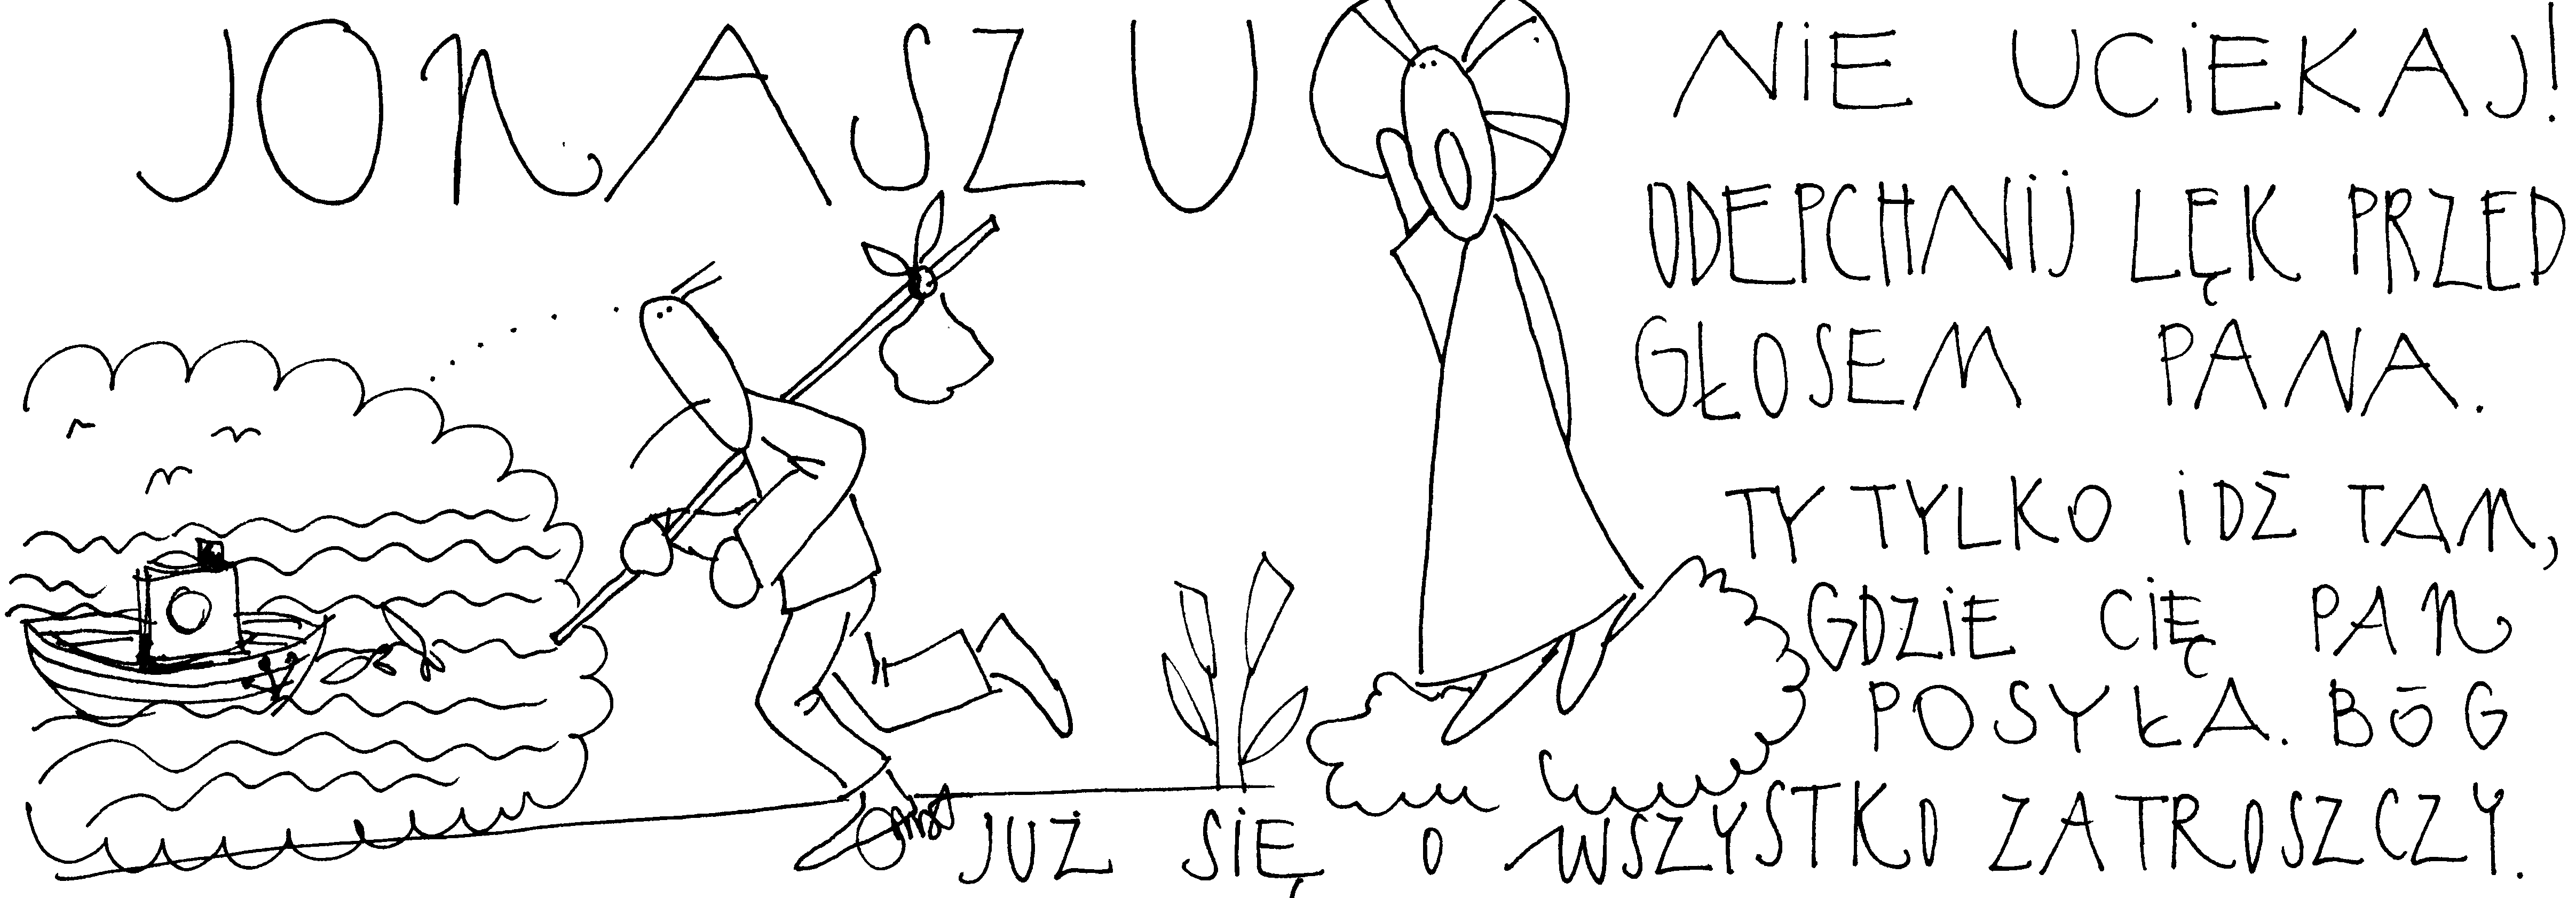 JONASZU
NIE UCIEKAJ!
ODEPCHNIJ LĘK PRZED
GŁOSEM PANA.
TY TYLKO IDŹ TAM,
GDZIE CIĘ PAN
POSYŁA. BÓG
JUŻ SIĘ O WSZYSTKO ZATROSZCZY.